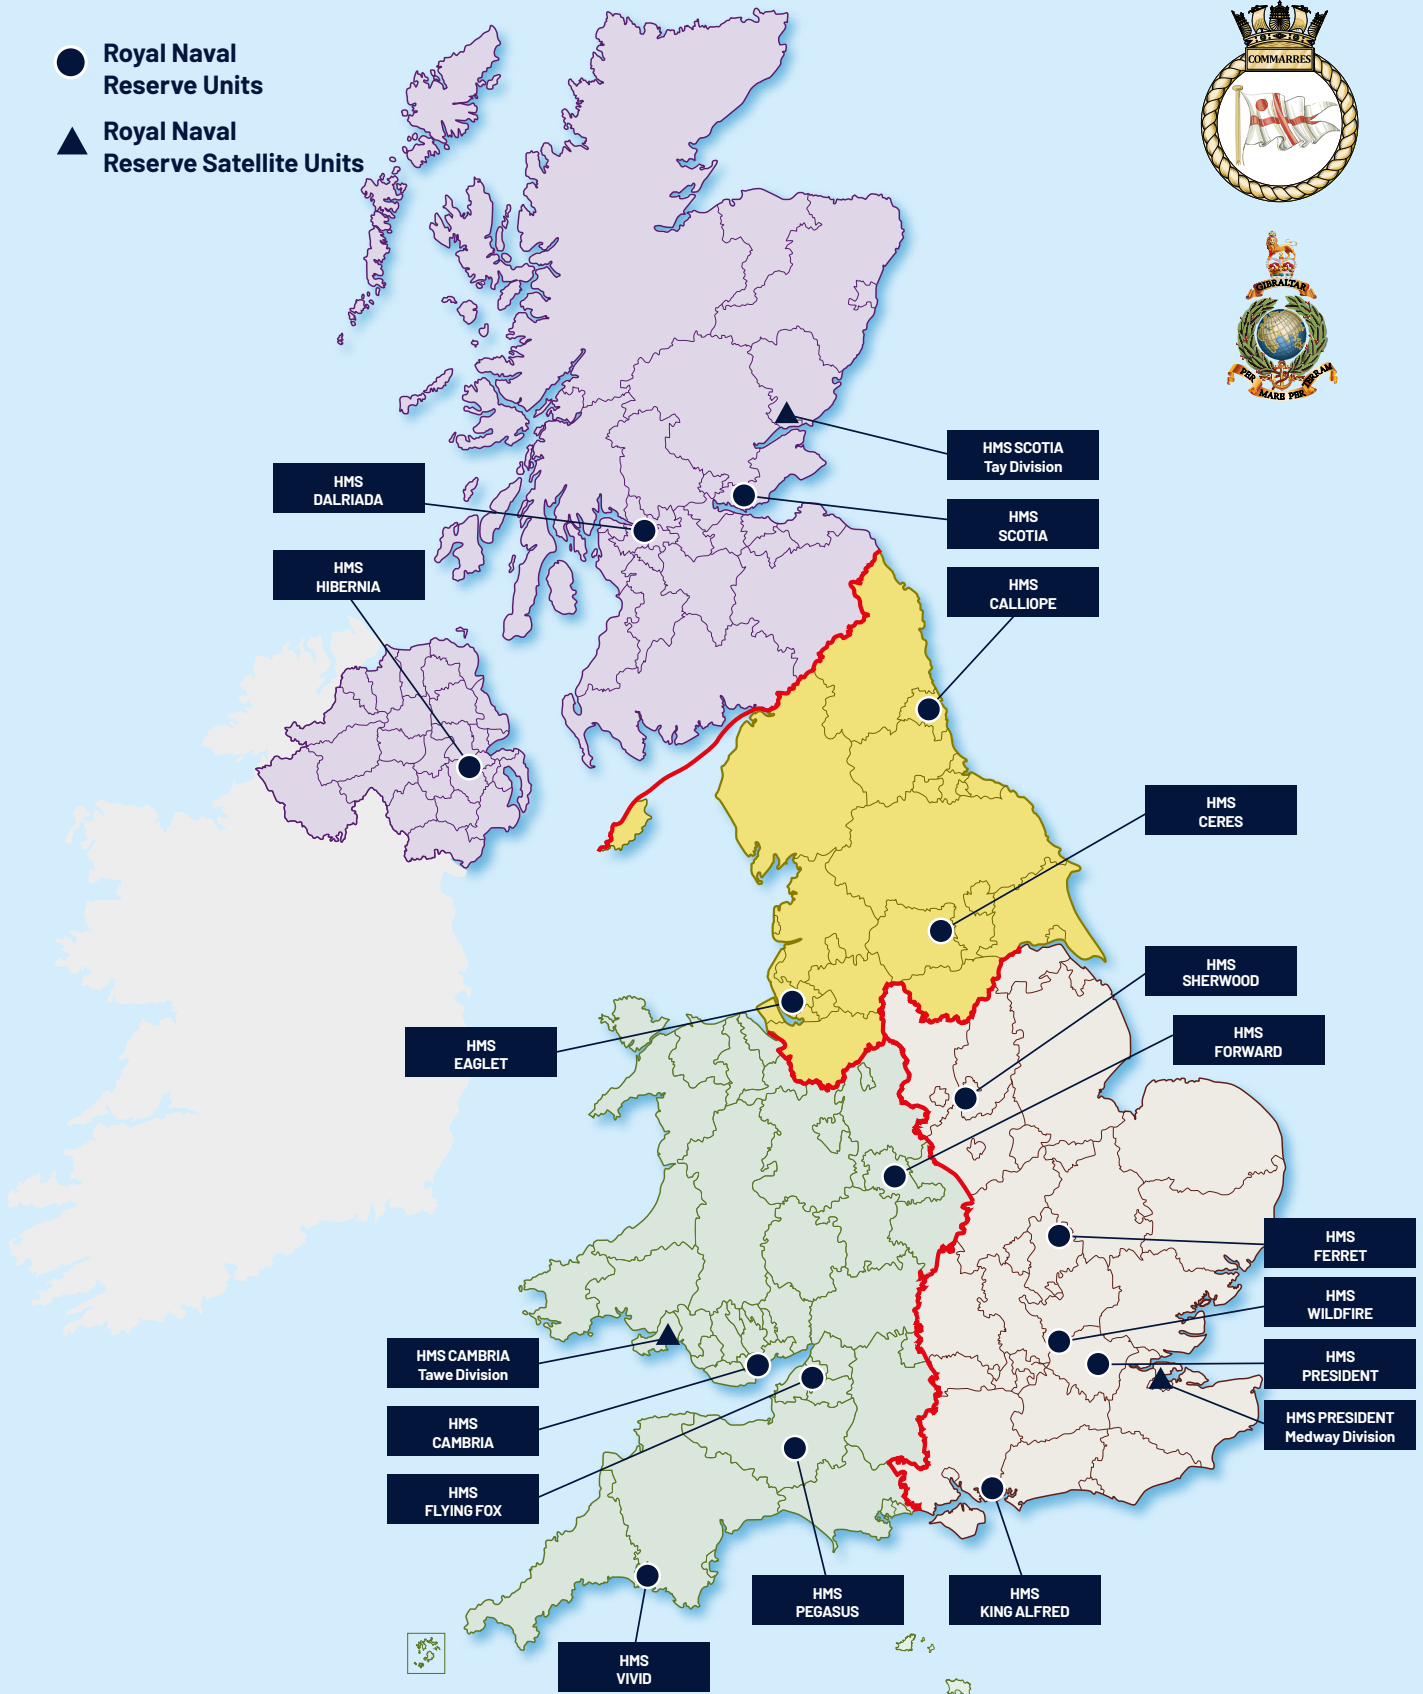 Royal Naval
Reserve Units
Royal Naval
Reserve Satellite Units
COMMARRES
GIBRALTAR
PER
MARE PER
TERRAM
HMS SCOTIA
Tay Division
HMS
DALRIADA
HMS
SCOTIA
HMS
HIBERNIA
HMS
CALLIOPE
HMS
CERES
HMS
SHERWOOD
HMS
FORWARD
HMS
EAGLET
HMS
FERRET
HMS
WILDFIRE
HMS
PRESIDENT
HMS PRESIDENT
Medway Division
HMS CAMBRIA
Tawe Division
HMS
CAMBRIA
HMS
FLYING FOX
HMS
PEGASUS
HMS
KING ALFRED
HMS
VIVID